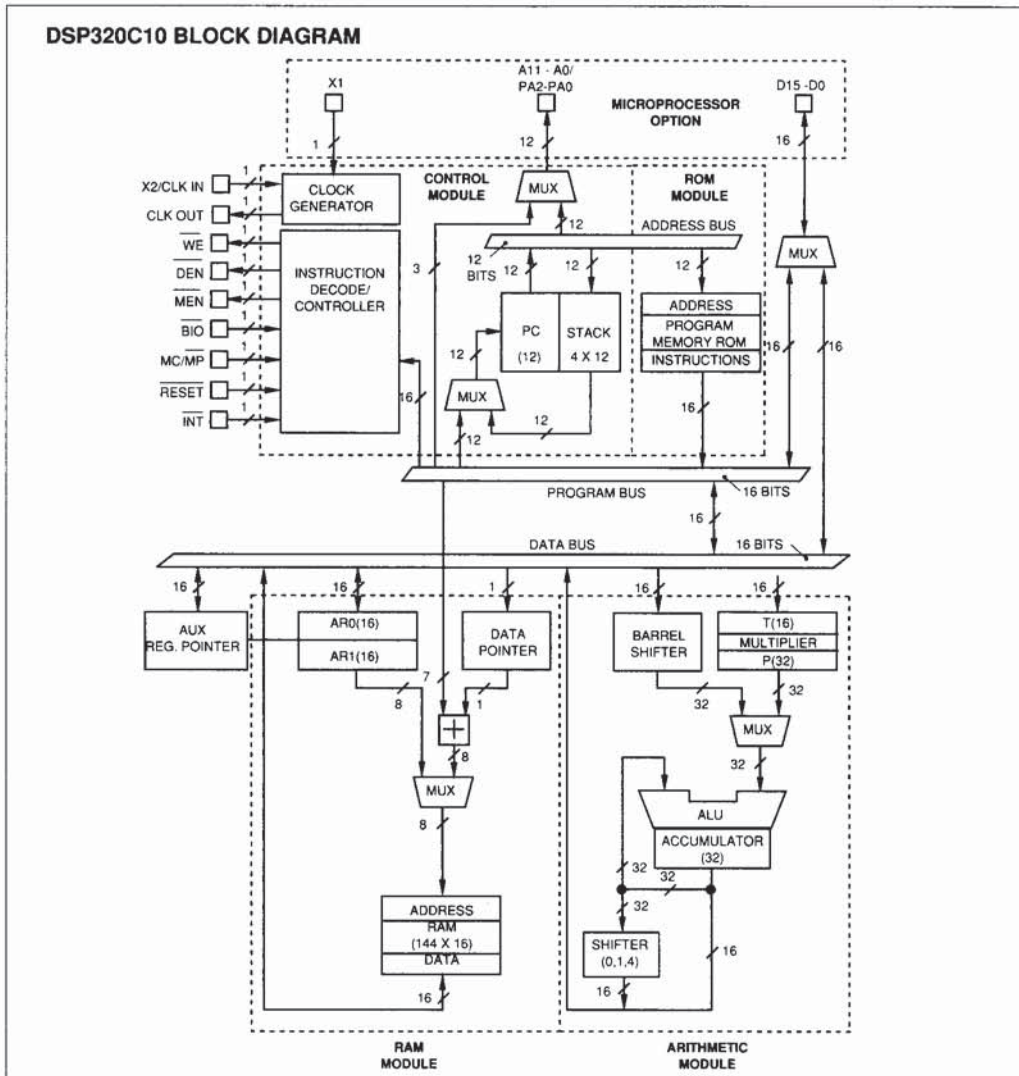 DSP320C10 BLOCK DIAGRAM
X1
A11 - A0/
PA2-PA0
D15 -D0
MICROPROCESSOR
OPTION
1
12
16
X2/CLK IN
1
CLK OUT
1
WE
1
DEN
1
MEN
1
BIO
1
MC/MP
1
RESET
1
INT
1
CLOCK
GENERATOR
INSTRUCTION
DECODE/
CONTROLLER
CONTROL
MODULE
MUX
ROM
MODULE
MUX
12
ADDRESS BUS
3
12
BITS
12
12
12
PC
(12)
STACK
4 X 12
ADDRESS
PROGRAM
MEMORY ROM
INSTRUCTIONS
12
MUX
16
12
12
16
16
16
PROGRAM BUS
16 BITS
16
DATA BUS
16 BITS
16
16
1
16
16
AUX
REG. POINTER
AR0(16)
AR1(16)
DATA
POINTER
BARREL
SHIFTER
T(16)
MULTIPLIER
P(32)
8
7
1
32
32
+
8
MUX
MUX
8
32
ALU
ACCUMULATOR
(32)
32
32
32
ADDRESS
RAM
(144 X 16)
DATA
16
SHIFTER
(0,1,4)
16
16
RAM
MODULE
ARITHMETIC
MODULE